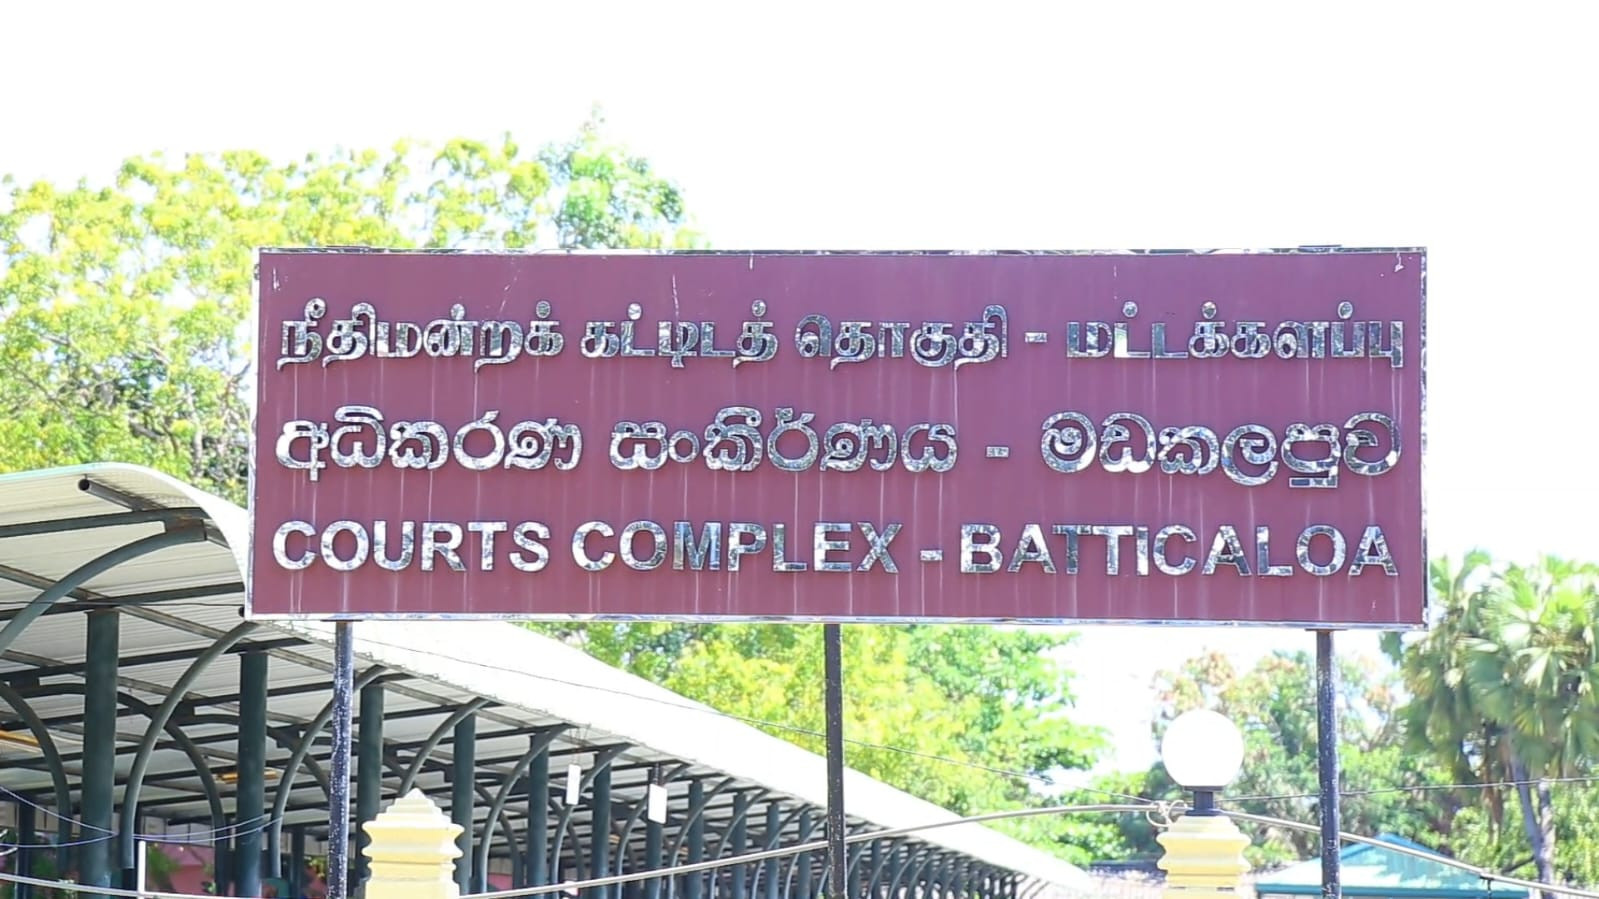 நீதிமன்றக் கட்டிடத் தொகுதி - மட்டக்களப்பு
අධිකරණ සංකීර්ණය - මඩකලපුව
COURTS COMPLEX - BATTICALOA